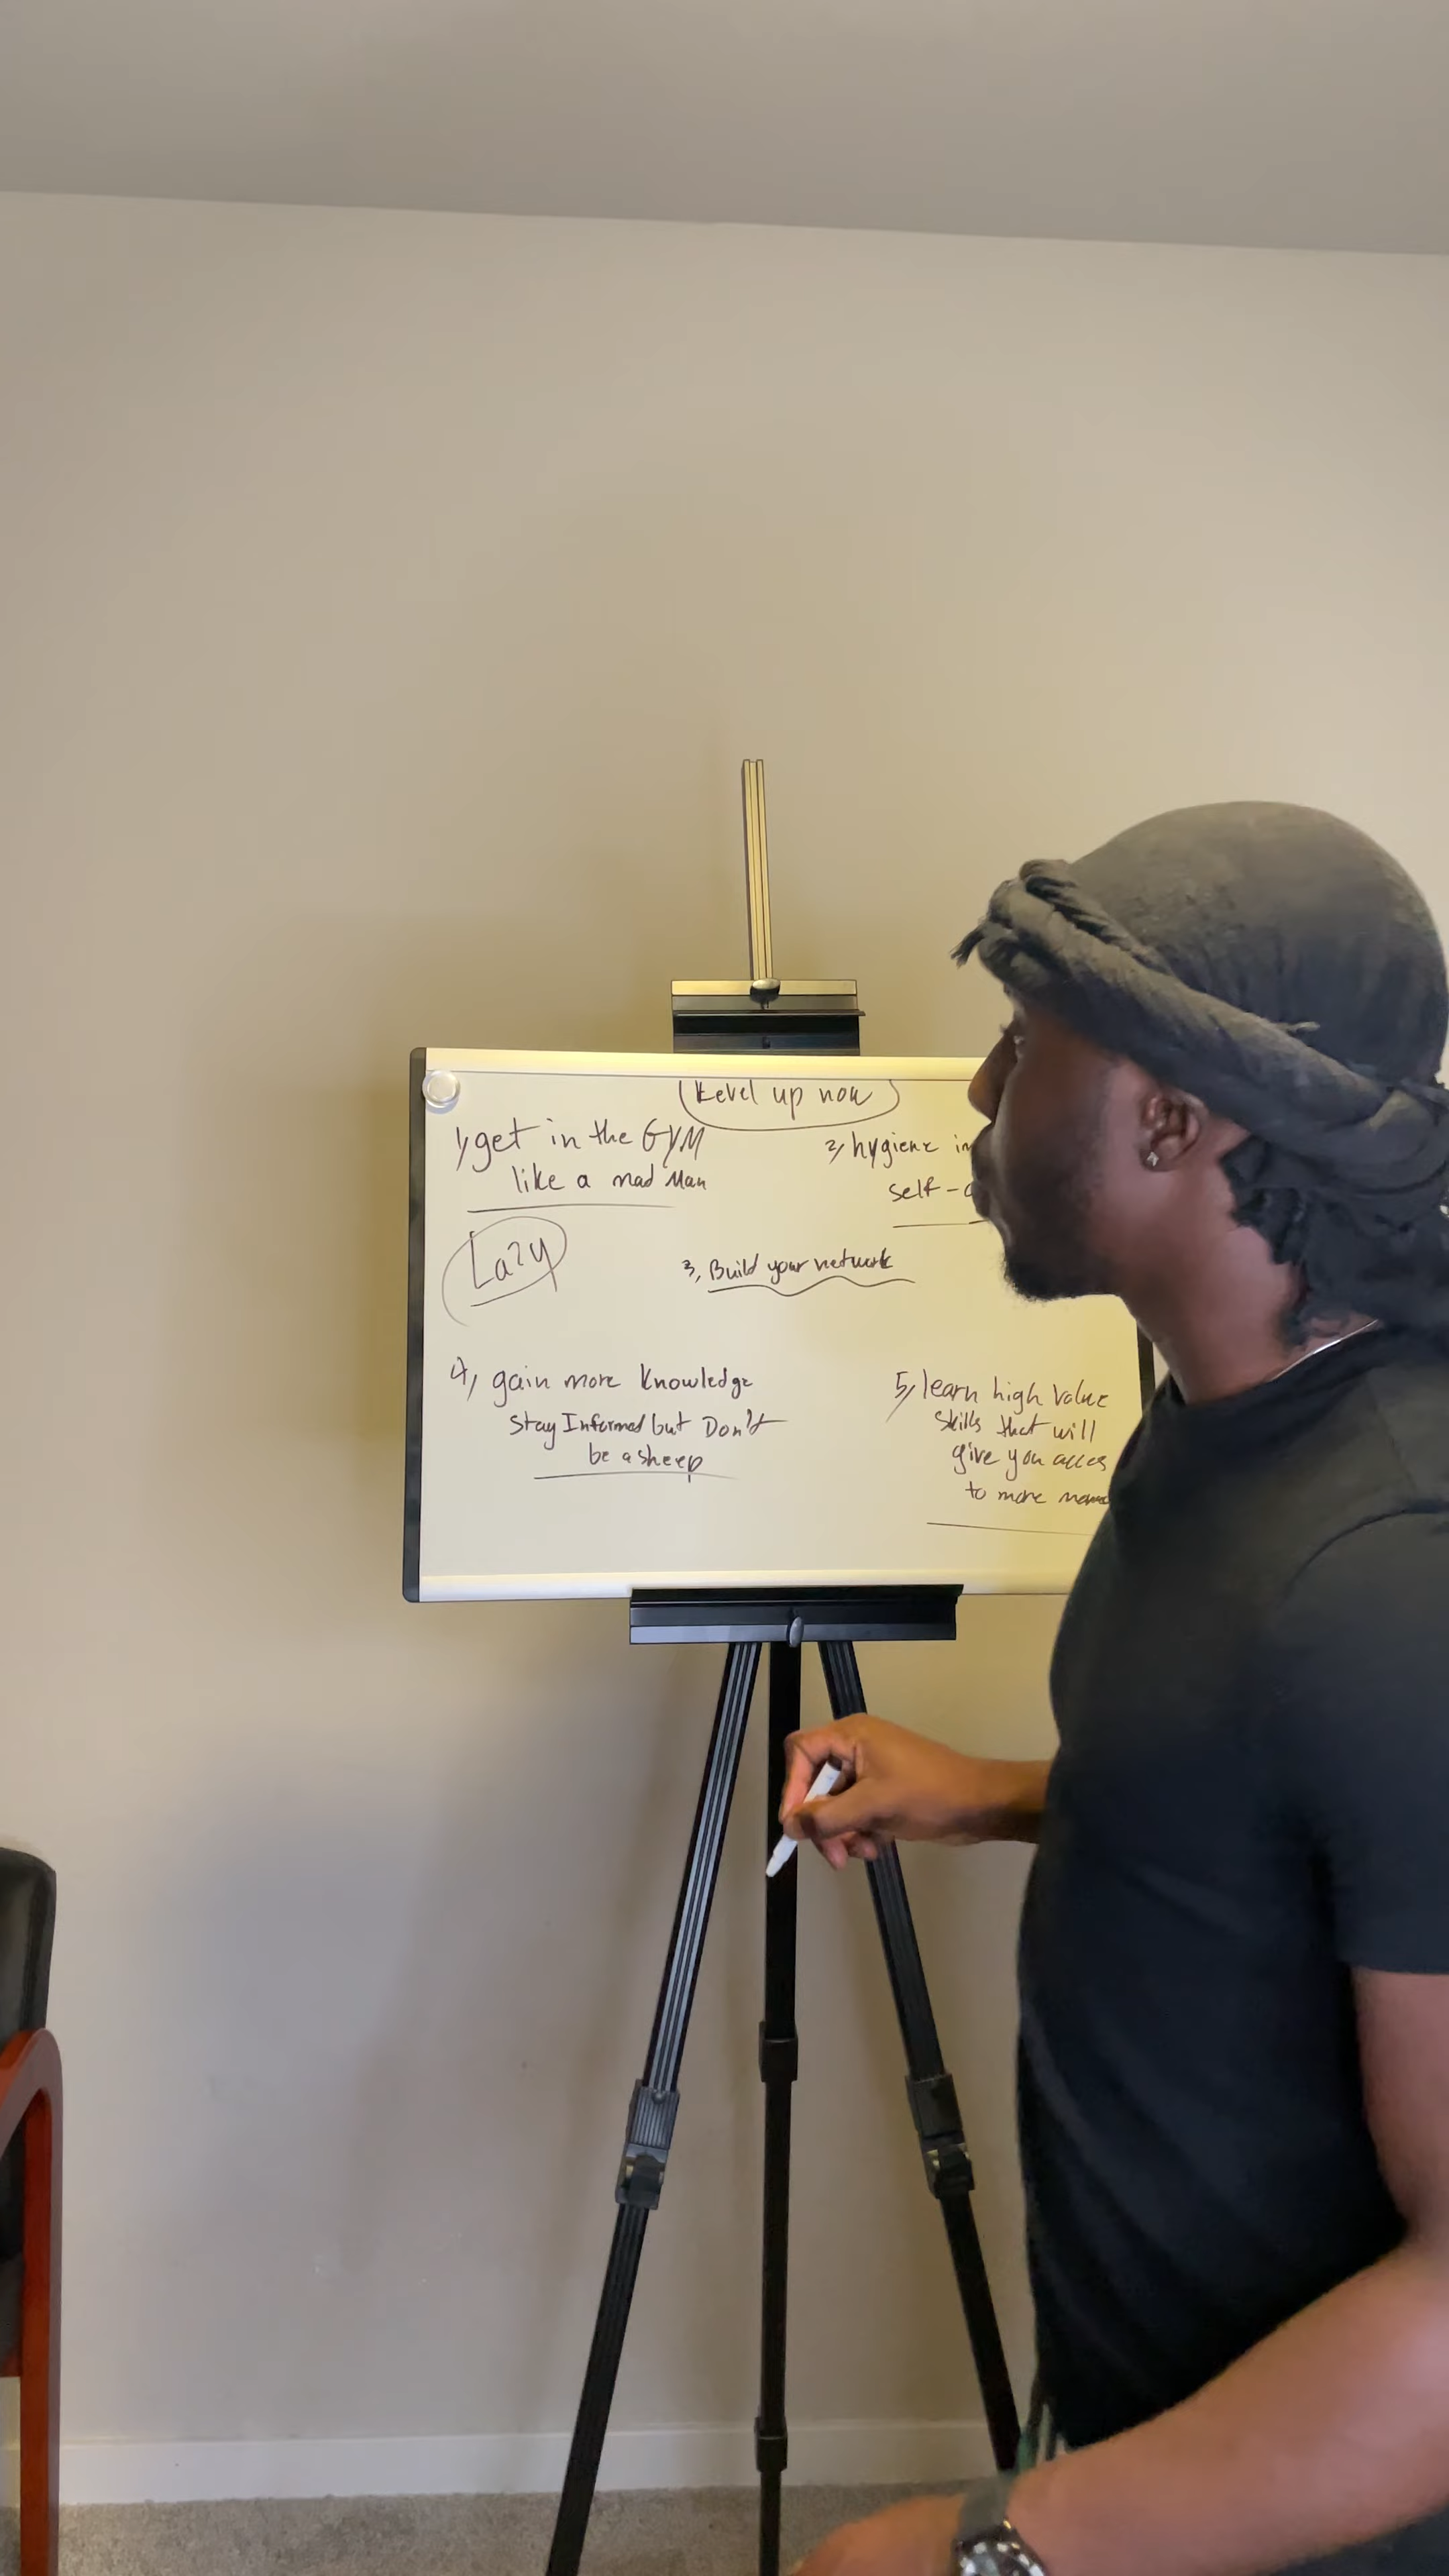 Level up now
1, get in the GYM
like a mad Man
2, hygiene
self-
Lazy
3, Build your network
4, gain more knowledge
Stay Informed but Don't
be a sheep
5, learn high value
skills that will
give you acces
to more